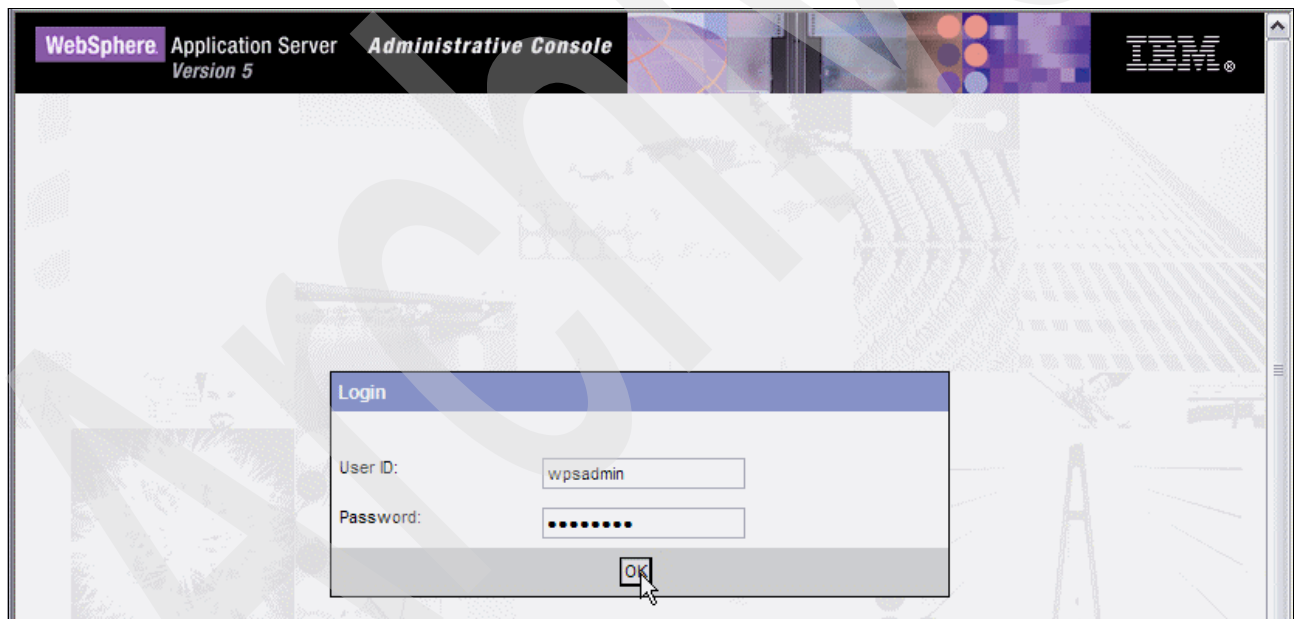 WebSphere. Application Server Administrative Console
Version 5
IBM®
Login
User ID: wpsadmin
Password: ••••••••
OK